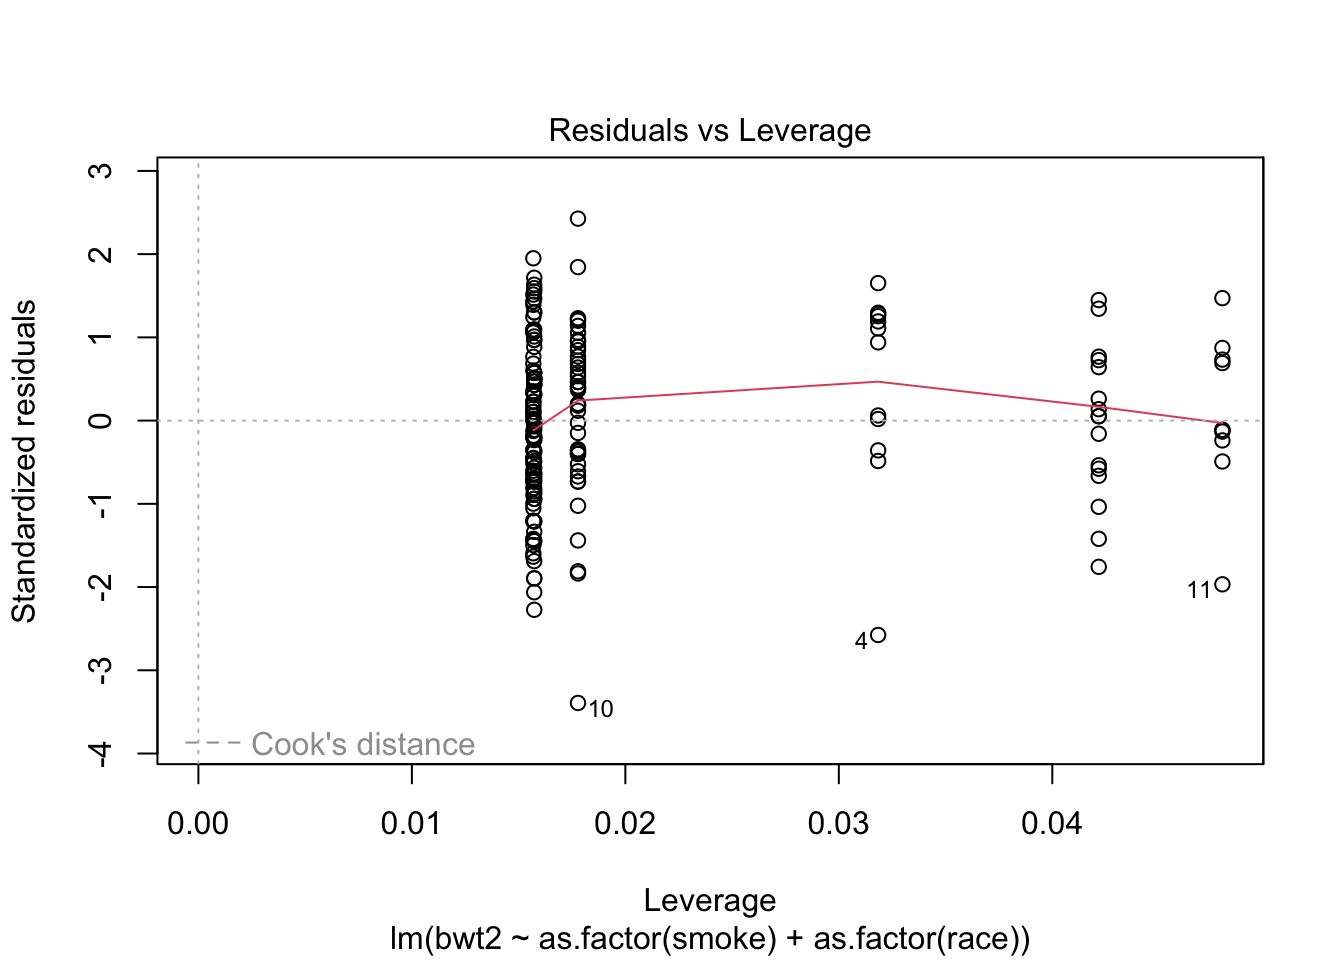 Residuals vs Leverage
Standardized residuals
3
2
1
0
-1
-2
-3
-4
11
4
10
Cook's distance
0.00 0.01 0.02 0.03 0.04
Leverage
lm(bwt2 ~ as.factor(smoke) + as.factor(race))